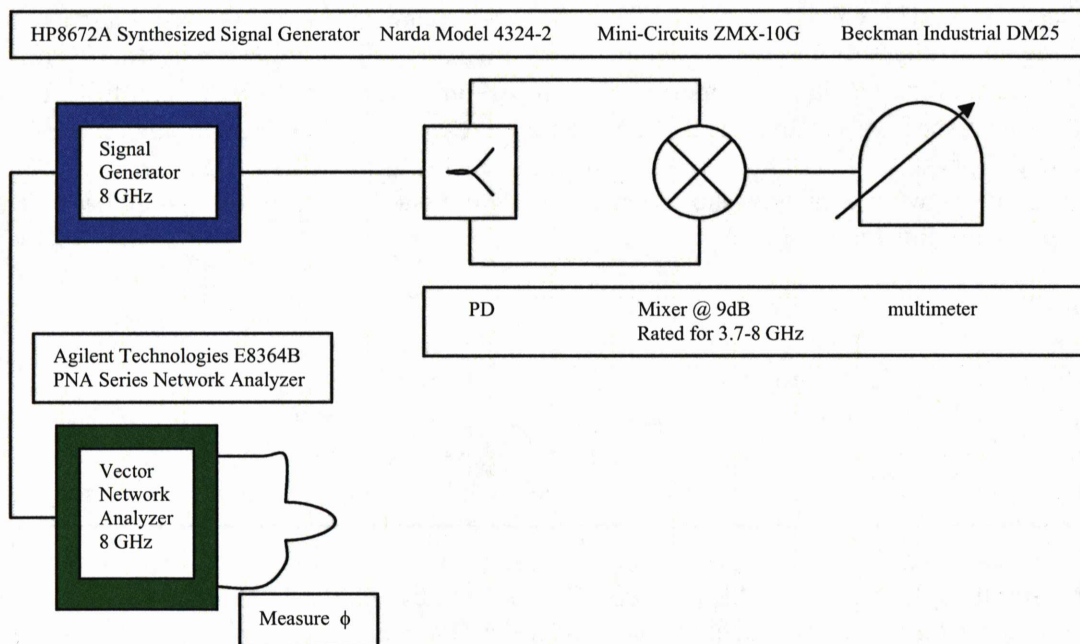 HP8672A Synthesized Signal Generator Narda Model 4324-2 Mini-Circuits ZMX-10G Beckman Industrial DM25
Signal
Generator
8 GHz
PD Mixer @ 9dB multimeter
Rated for 3.7-8 GHz
Agilent Technologies E8364B
PNA Series Network Analyzer
Vector
Network
Analyzer
8 GHz
Measure ϕ